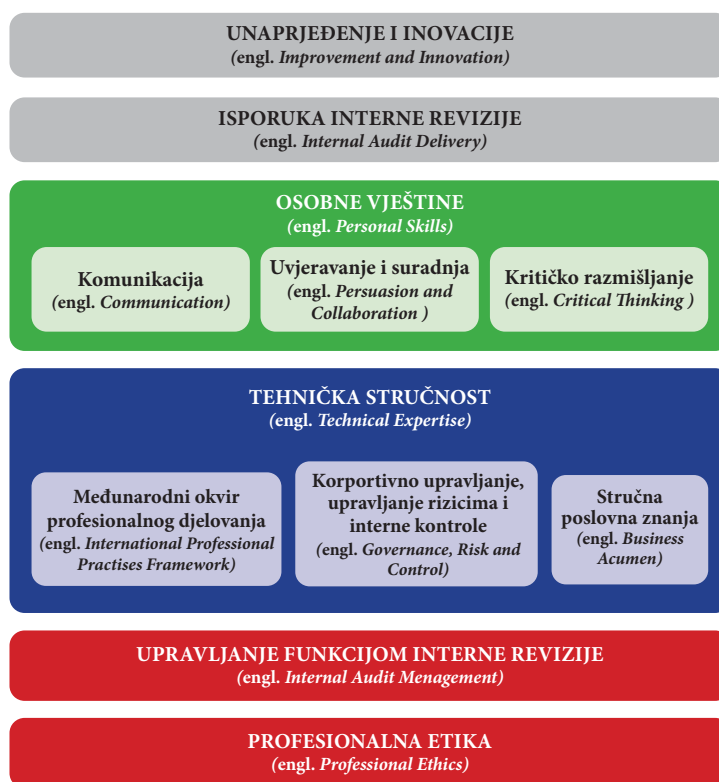 UNAPRJEĐENJE I INOVACIJE
(engl. Improvement and Innovation)
ISPORUKA INTERNE REVIZIJE
(engl. Internal Audit Delivery)
OSOBNE VJEŠTINE
(engl. Personal Skills)
Komunikacija
(engl. Communication)
Uvjeravanje i suradnja
(engl. Persuasion and
Collaboration )
Kritičko razmišljanje
(engl. Critical Thinking )
TEHNIČKA STRUČNOST
(engl. Technical Expertise)
Međunarodni okvir
profesionalnog djelovanja
(engl. International Professional
Practises Framework)
Korportivno upravljanje,
upravljanje rizicima i
interne kontrole
(engl. Governance, Risk and
Control)
Stručna
poslovna znanja
(engl. Business
Acumen)
UPRAVLJANJE FUNKCIJOM INTERNE REVIZIJE
(engl. Internal Audit Menagement)
PROFESIONALNA ETIKA
(engl. Professional Ethics)